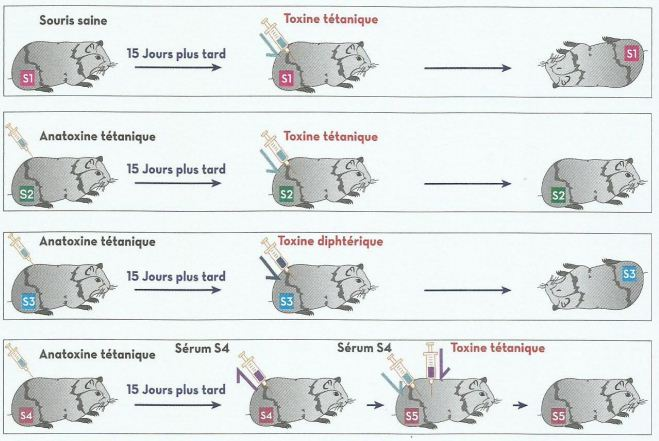 Souris saine
Toxine tétanique
15 Jours plus tard
S1
S1
S1
Anatoxine tétanique
Toxine tétanique
15 Jours plus tard
S2
S2
S2
Anatoxine tétanique
Toxine diphtérique
15 Jours plus tard
S3
S3
S3
Anatoxine tétanique
Sérum S4
Sérum S4
Toxine tétanique
15 Jours plus tard
S4
S4
S5
S5